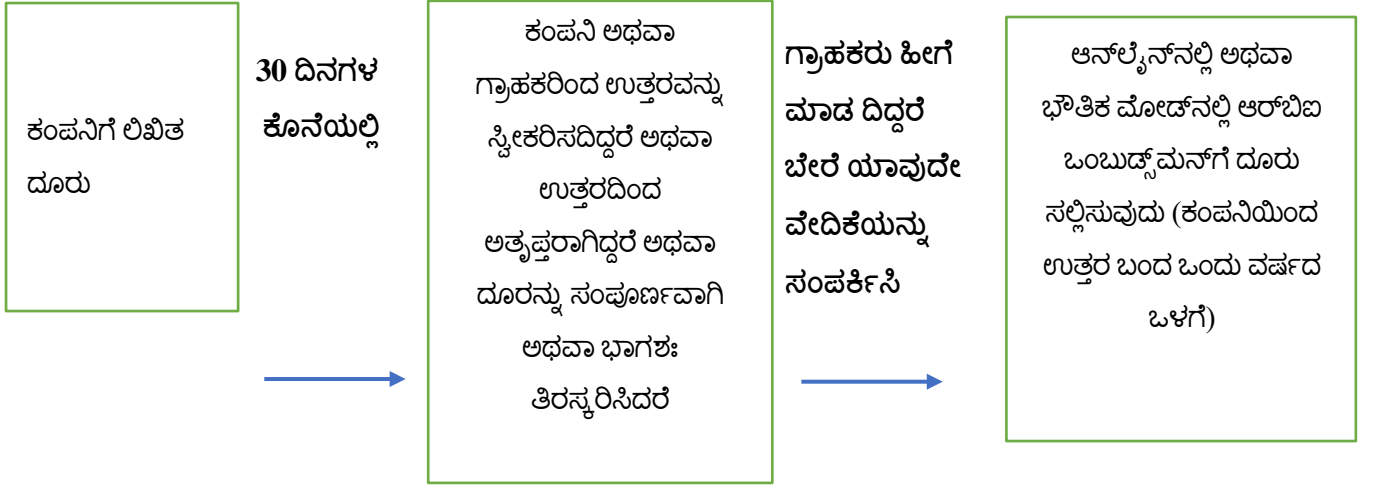 ಕಂಪನಿಗೆ ಲಿಖಿತ
ದೂರು
30 ದಿನಗಳ
ಕೊನೆಯಲ್ಲಿ
ಕಂಪನಿ ಅಥವಾ
ಗ್ರಾಹಕರಿಂದ ಉತ್ತರವನ್ನು
ಸ್ವೀಕರಿಸದಿದ್ದರೆ ಅಥವಾ
ಉತ್ತರದಿಂದ
ಅತೃಪ್ತರಾಗಿದ್ದರೆ ಅಥವಾ
ದೂರನ್ನು ಸಂಪೂರ್ಣವಾಗಿ
ಅಥವಾ ಭಾಗಶಃ
ತಿರಸ್ಕರಿಸಿದರೆ
ಗ್ರಾಹಕರು ಹೀಗೆ
ಮಾಡ ದಿದ್ದರೆ
ಬೇರೆ ಯಾವುದೇ
ವೇದಿಕೆಯನ್ನು
ಸಂಪರ್ಕಿಸಿ
ಆನ್‌ಲೈನ್‌ನಲ್ಲಿ ಅಥವಾ
ಭೌತಿಕ ಮೋಡ್‌ನಲ್ಲಿ ಆರ್‌ಬಿಐ
ಒಂಬುಡ್ಸ್‌ಮನ್‌ಗೆ ದೂರು
ಸಲ್ಲಿಸುವುದು (ಕಂಪನಿಯಿಂದ
ಉತ್ತರ ಬಂದ ಒಂದು ವರ್ಷದ
ಒಳಗೆ)